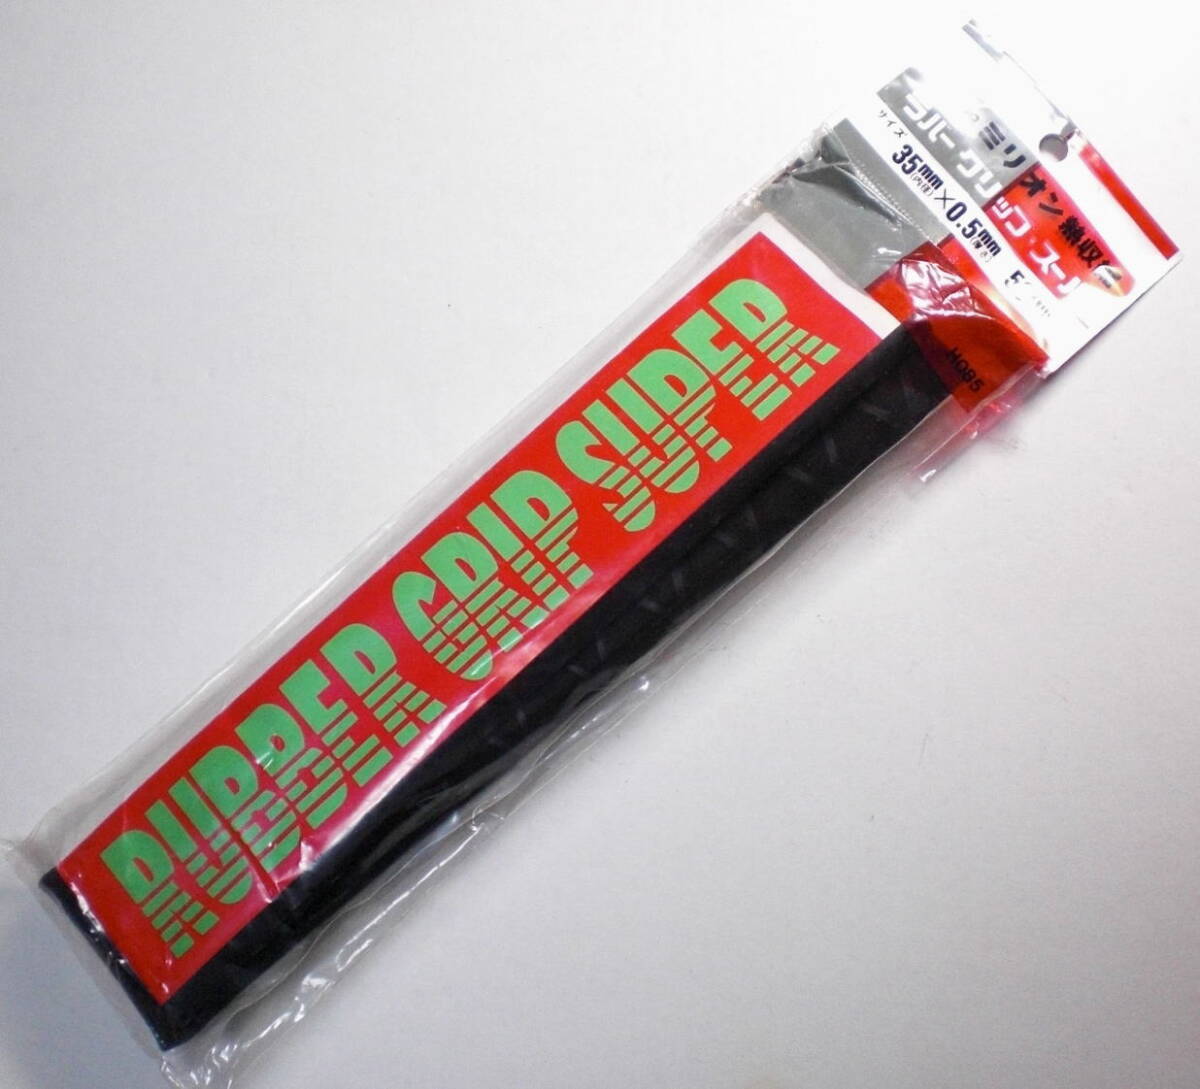 ミリオン熱収縮
ラバーグリップ・スーパー
サイズ 35mm(内径)×0.5mm(厚さ)
H085
RUBBER GRIP SUPER